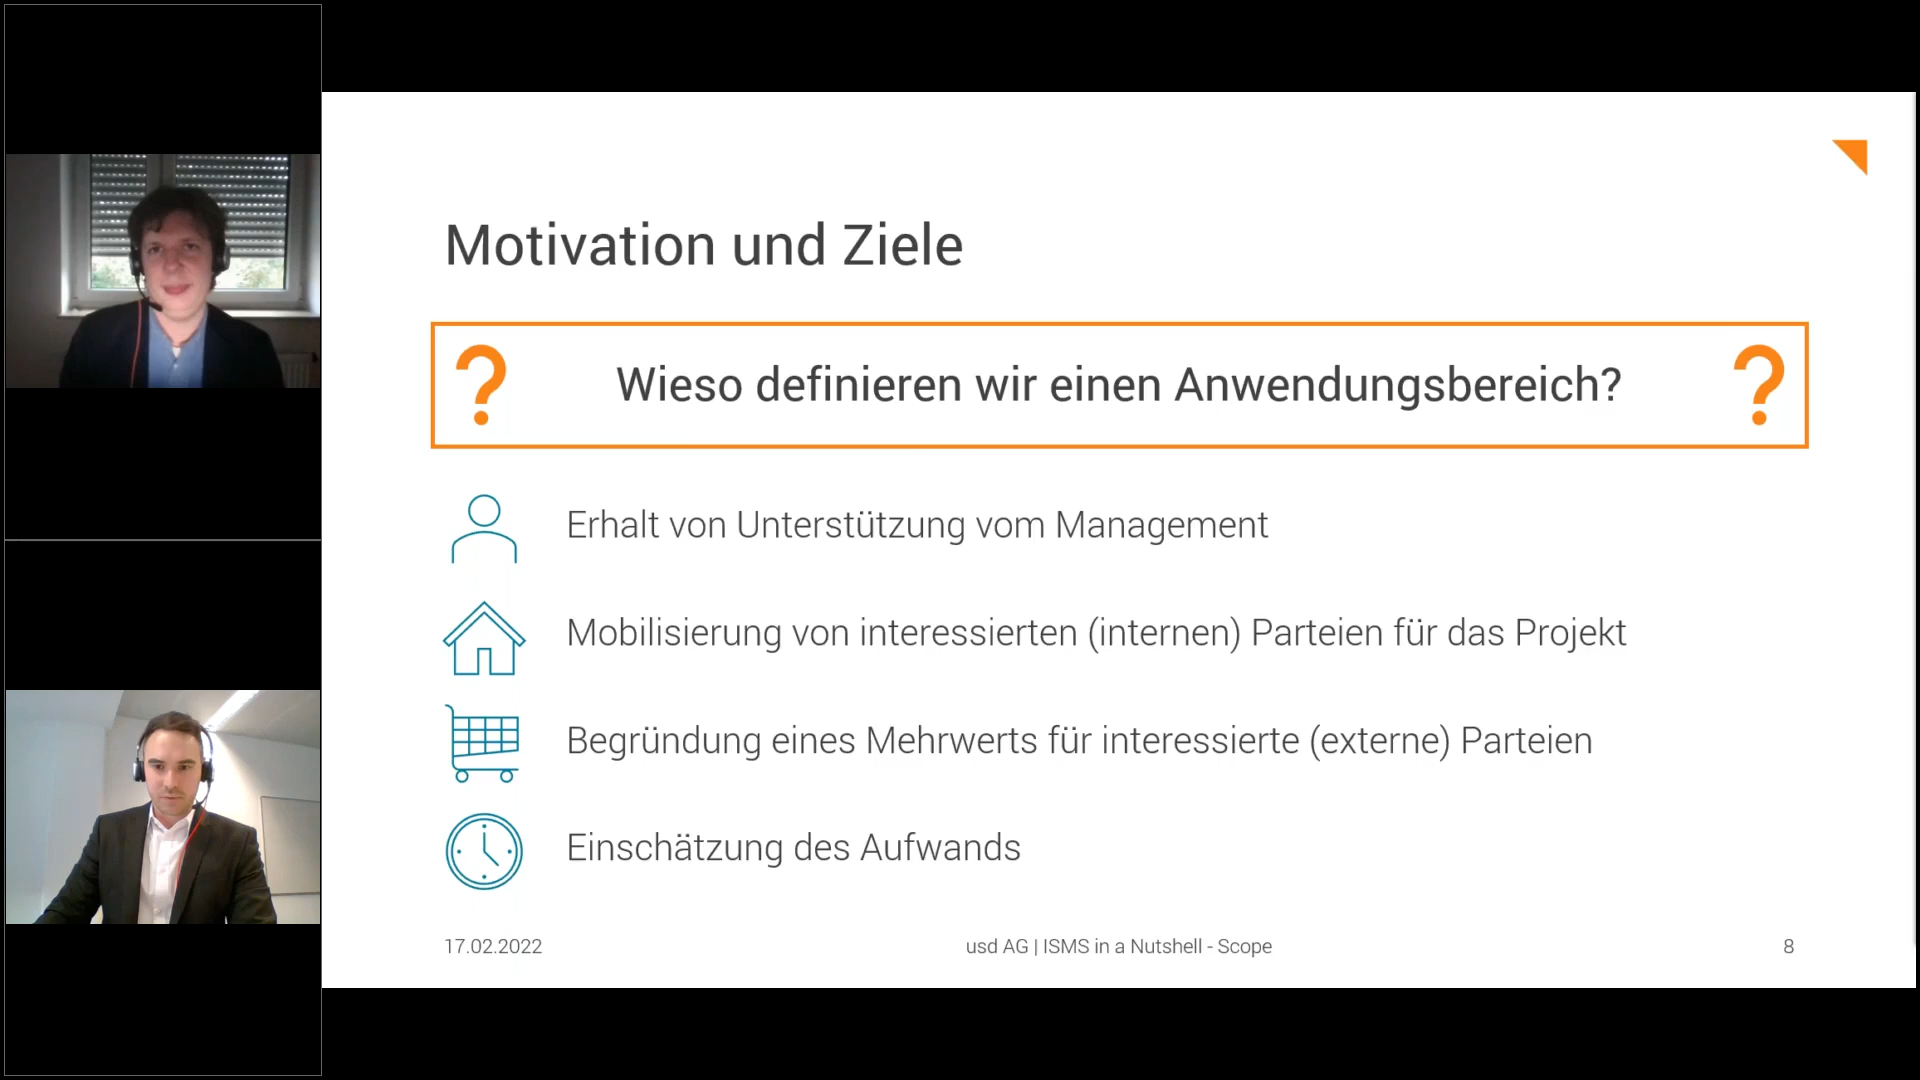 Motivation und Ziele
? Wieso definieren wir einen Anwendungsbereich? ?
Erhalt von Unterstützung vom Management
Mobilisierung von interessierten (internen) Parteien für das Projekt
Begründung eines Mehrwerts für interessierte (externe) Parteien
Einschätzung des Aufwands
17.02.2022 usd AG | ISMS in a Nutshell - Scope 8